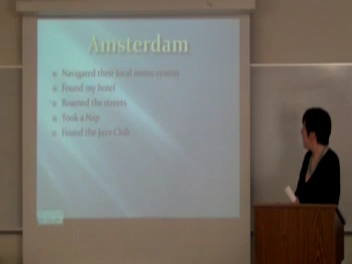 Amsterdam
Navigated their local metro system
Found my hotel
Roamed the streets
Took a Nap
Found the Jazz Club